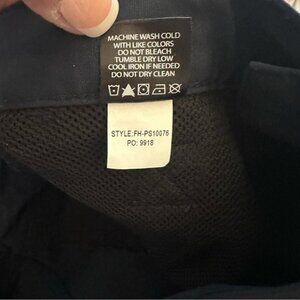 MACHINE WASH COLD
WITH LIKE COLORS
DO NOT BLEACH
TUMBLE DRY LOW
COOL IRON IF NEEDED
DO NOT DRY CLEAN
STYLE:FH-PS10076
PO: 9918